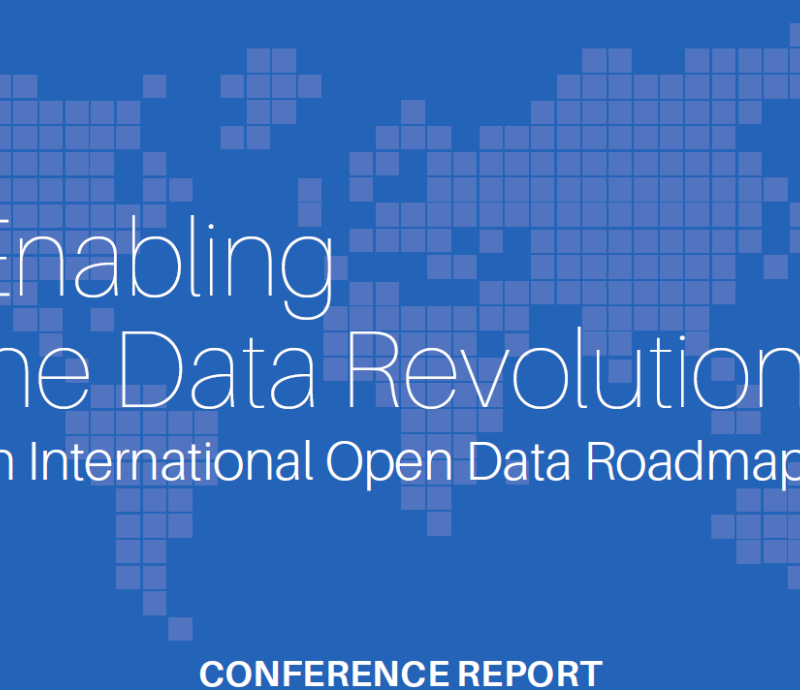 Enabling
he Data Revolution
n International Open Data Roadmap
CONFERENCE REPORT